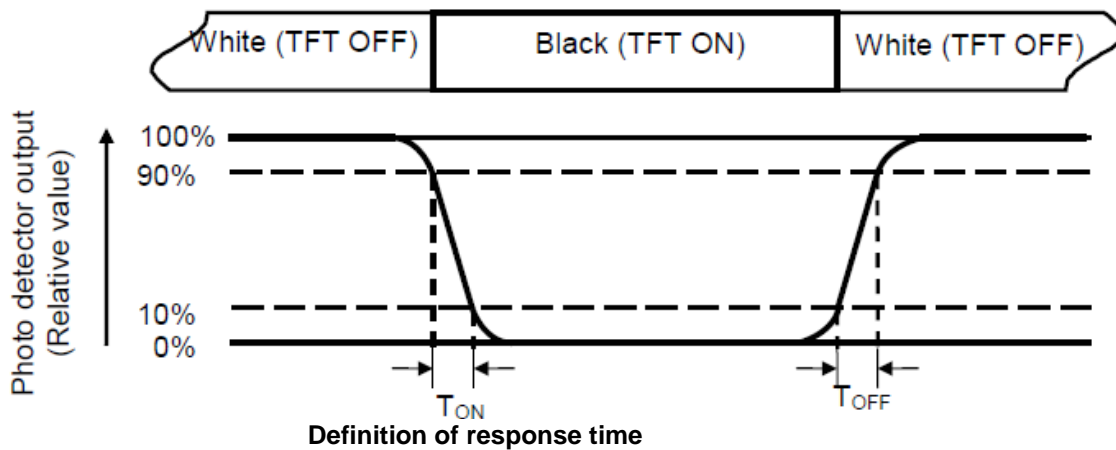 White (TFT OFF)
Black (TFT ON)
White (TFT OFF)
Photo detector output
(Relative value)
100%
90%
10%
0%
TON
TOFF
Definition of response time